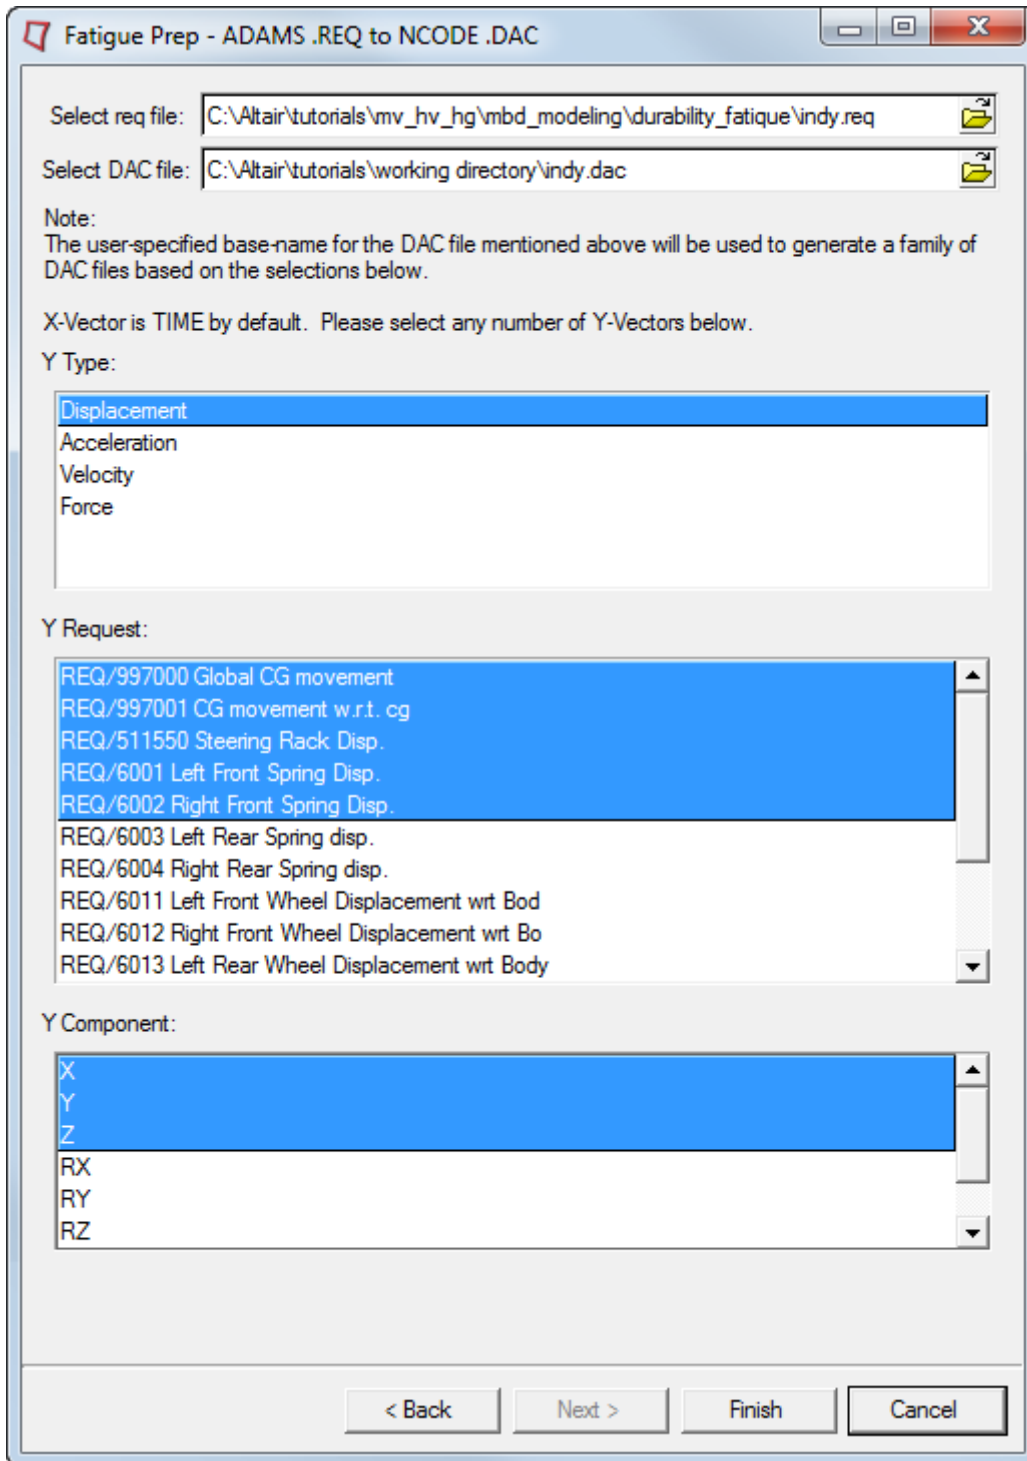 Fatigue Prep - ADAMS .REQ to NCODE .DAC
Select req file: C:\Altair\tutorials\mv_hv_hg\mbd_modeling\durability_fatique\indy.req
Select DAC file: C:\Altair\tutorials\working directory\indy.dac
Note:
The user-specified base-name for the DAC file mentioned above will be used to generate a family of
DAC files based on the selections below.
X-Vector is TIME by default.  Please select any number of Y-Vectors below.
Y Type:
Displacement
Acceleration
Velocity
Force
Y Request:
REQ/997000 Global CG movement
REQ/997001 CG movement w.r.t. cg
REQ/511550 Steering Rack Disp.
REQ/6001 Left Front Spring Disp.
REQ/6002 Right Front Spring Disp.
REQ/6003 Left Rear Spring disp.
REQ/6004 Right Rear Spring disp.
REQ/6011 Left Front Wheel Displacement wrt Bod
REQ/6012 Right Front Wheel Displacement wrt Bo
REQ/6013 Left Rear Wheel Displacement wrt Body
Y Component:
X
Y
Z
RX
RY
RZ
< Back Next > Finish Cancel